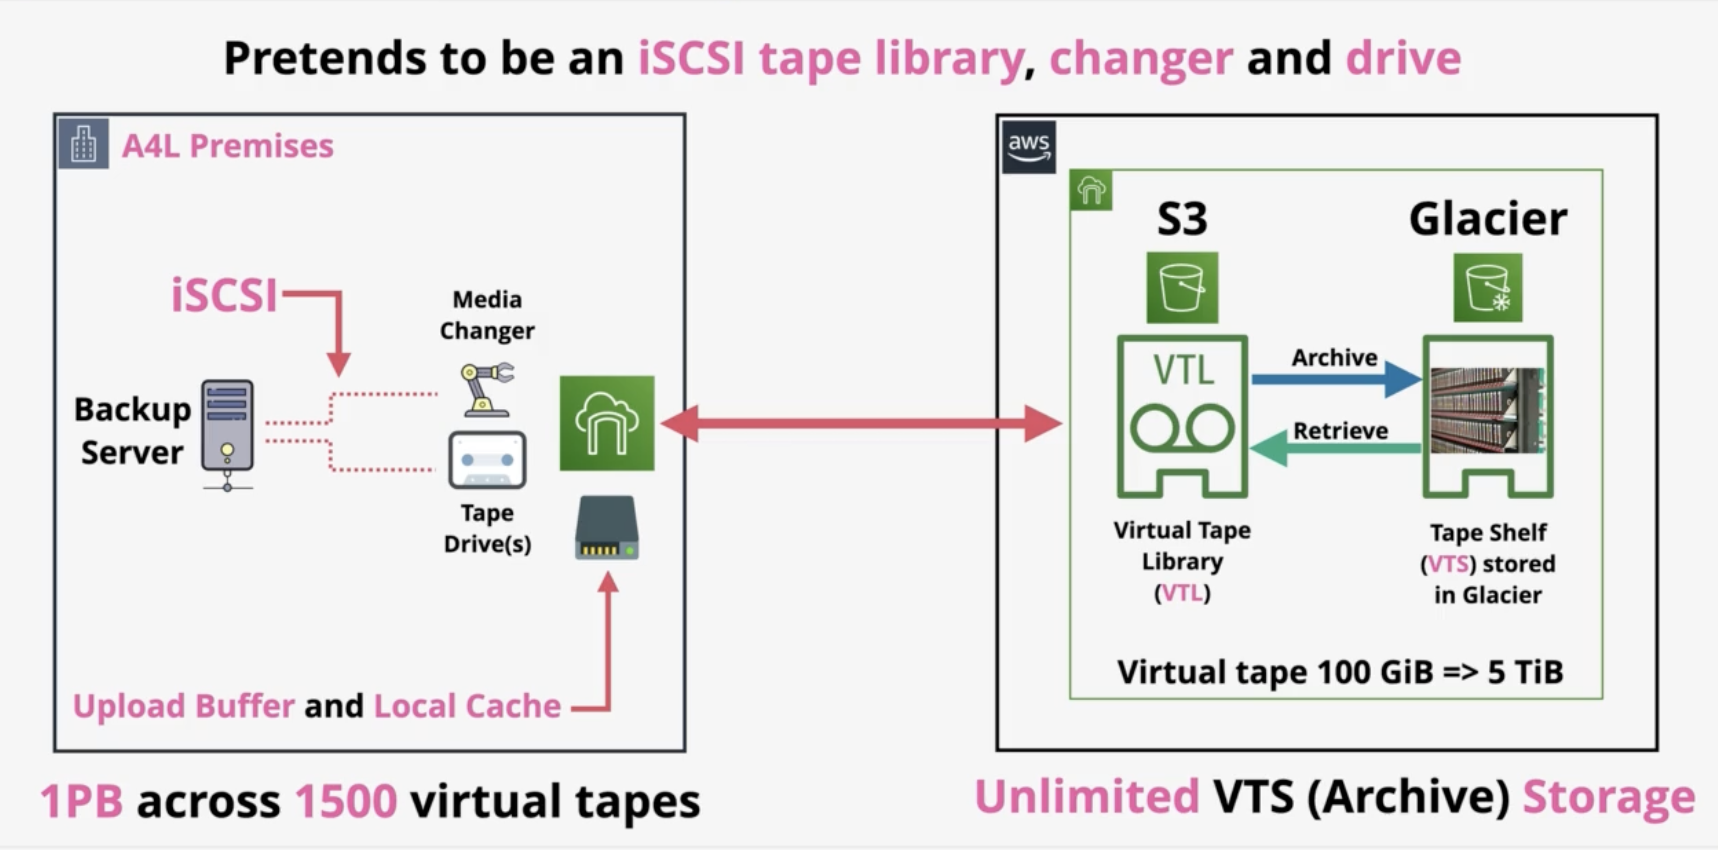 Pretends to be an iSCSI tape library, changer and drive
A4L Premises
iSCSI
Media
Changer
Backup
Server
Tape
Drive(s)
Upload Buffer and Local Cache
1PB across 1500 virtual tapes
aws
S3
Glacier
VTL
Archive
Retrieve
Virtual Tape
Library
(VTL)
Tape Shelf
(VTS) stored
in Glacier
Virtual tape 100 GiB => 5 TiB
Unlimited VTS (Archive) Storage